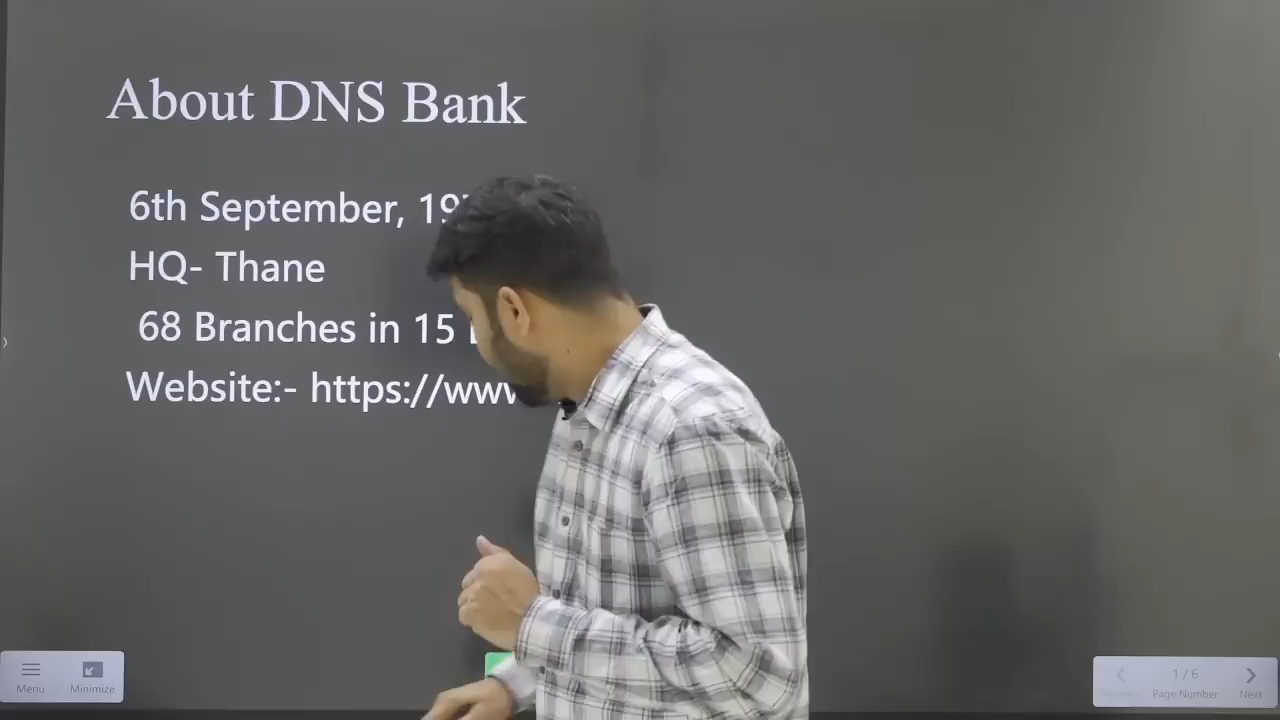 About DNS Bank
6th September,
HQ- Thane
68 Branches in 15
Website:- https://www
Menu
Minimize
1 / 6
Page Number
Next